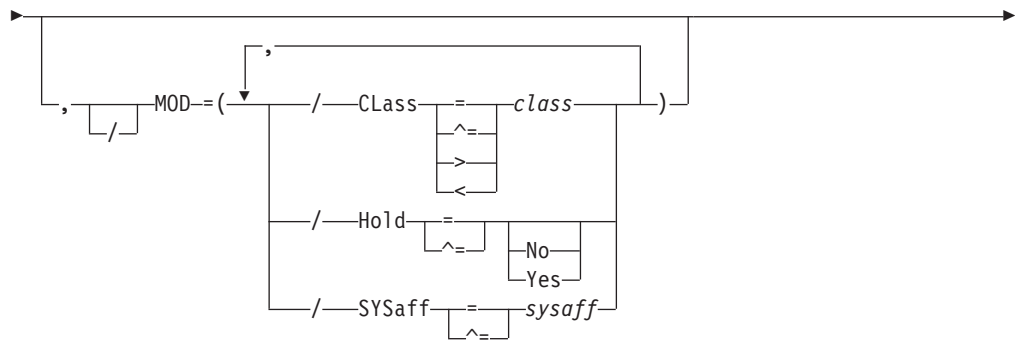 ,
, MOD =( / CLass = class )
/ ^=
>
<
/ Hold =
^= No
Yes
/ SYSaff = sysaff
^=